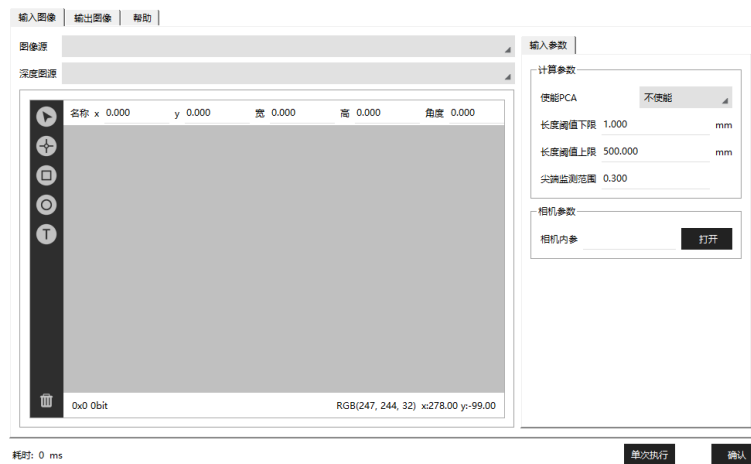 输入图像 输出图像 帮助
图像源
深度图源
名称 x 0.000 y 0.000 宽 0.000 高 0.000 角度 0.000
T
0x0 0bit RGB(247, 244, 32) x:278.00 y:-99.00
输入参数
计算参数
使能PCA 不使能
长度阈值下限 1.000 mm
长度阈值上限 500.000 mm
尖端监测范围 0.300
相机参数
相机内参 打开
耗时: 0 ms 单次执行 确认